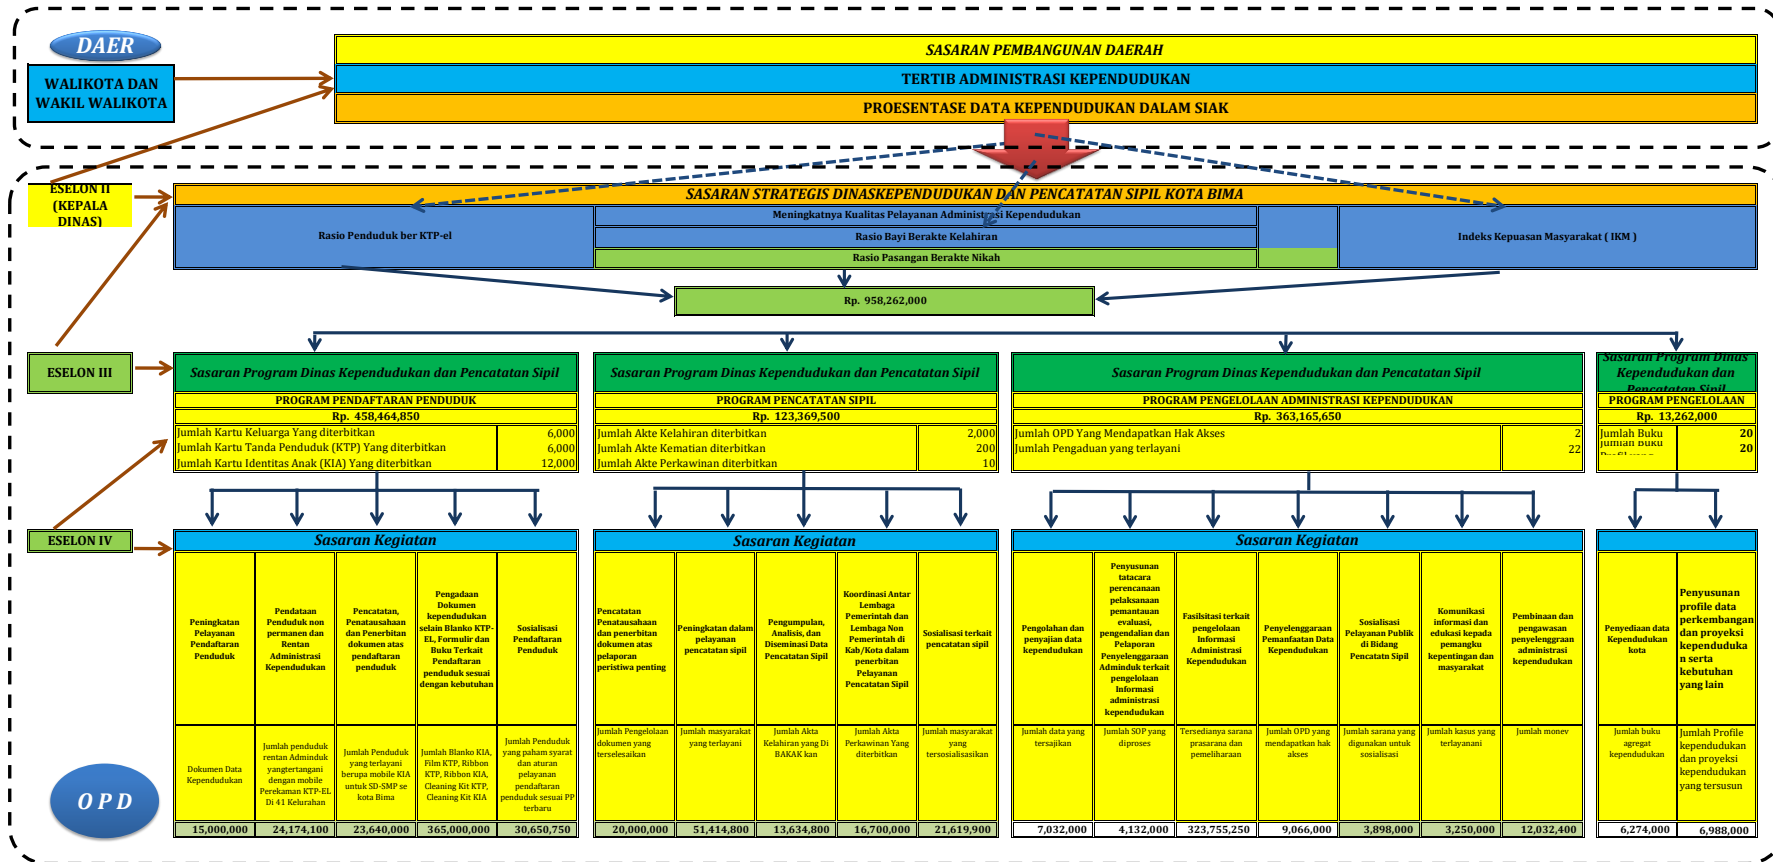 DAER
WALIKOTA DAN
WAKIL WALIKOTA
SASARAN PEMBANGUNAN DAERAH
TERTIB ADMINISTRASI KEPENDUDUKAN
PROESENTASE DATA KEPENDUDUKAN DALAM SIAK
ESELON II
(KEPALA
DINAS)
SASARAN STRATEGIS DINASKEPENDUDUKAN DAN PENCATATAN SIPIL KOTA BIMA
Rasio Penduduk ber KTP-el
Meningkatnya Kualitas Pelayanan Administrasi Kependudukan
Rasio Bayi Berakte Kelahiran
Rasio Pasangan Berakte Nikah
Indeks Kepuasan Masyarakat ( IKM )
Rp. 958,262,000
ESELON III
Sasaran Program Dinas Kependudukan dan Pencatatan Sipil
PROGRAM PENDAFTARAN PENDUDUK
Rp. 458,464,850
Jumlah Kartu Keluarga Yang diterbitkan 6,000
Jumlah Kartu Tanda Penduduk (KTP) Yang diterbitkan 6,000
Jumlah Kartu Identitas Anak (KIA) Yang diterbitkan 12,000
Sasaran Program Dinas Kependudukan dan Pencatatan Sipil
PROGRAM PENCATATAN SIPIL
Rp. 123,369,500
Jumlah Akte Kelahiran diterbitkan 2,000
Jumlah Akte Kematian diterbitkan 200
Jumlah Akte Perkawinan diterbitkan 10
Sasaran Program Dinas Kependudukan dan Pencatatan Sipil
PROGRAM PENGELOLAAN ADMINISTRASI KEPENDUDUKAN
Rp. 363,165,650
Jumlah OPD Yang Mendapatkan Hak Akses 2
Jumlah Pengaduan yang terlayani 22
Sasaran Program Dinas
Kependudukan dan
Pencatatan Sipil
PROGRAM PENGELOLAAN
Rp. 13,262,000
Jumlah Buku 20
Jumlah Buku 20
ESELON IV
Sasaran Kegiatan
Peningkatan
Pelayanan
Pendaftaran
Penduduk
Pendataan
Penduduk non
permanen dan
Rentan
Administrasi
Kependudukan
Pencatatan,
Penatausahaan
dan Penerbitan
dokumen atas
pendaftaran
penduduk
Pengadaan
Dokumen
kependudukan
selain Blanko KTP-
EL, Formulir dan
Buku Terkait
Pendaftaran
penduduk sesuai
dengan kebutuhan
Sosialisasi
Pendaftaran
Penduduk
Dokumen Data
Kependudukan
Jumlah penduduk
rentan Adminduk
yangtertangani
dengan mobile
Perekaman KTP-EL
Di 41 Kelurahan
Jumlah Penduduk
yang terlayani
berupa mobile KIA
untuk SD-SMP se
kota Bima
Jumlah Blanko KIA,
Film KTP, Ribbon
KTP, Ribbon KIA,
Cleaning Kit KTP,
Cleaning Kit KIA
Jumlah Penduduk
yang paham syarat
dan aturan
pelayanan
pendaftaran
penduduk sesuai PP
terbaru
15,000,000 24,174,100 23,640,000 365,000,000 30,650,750
Sasaran Kegiatan
Pencatatan
Penatausahaan
dan penerbitan
dokumen atas
pelaporan
peristiwa penting
Peningkatan dalam
pelayanan
pencatatan sipil
Pengumpulan,
Analisis, dan
Diseminasi Data
Pencatatan Sipil
Koordinasi Antar
Lembaga
Pemerintah dan
Lembaga Non
Pemerintah di
Kab/Kota dalam
penerbitan
Pelayanan
Pencatatan Sipil
Sosialisasi terkait
pencatatan sipil
Jumlah Pengelolaan
dokumen yang
terselesaikan
Jumlah masyarakat
yang terlayani
Jumlah Akta
Kelahiran yang Di
BAKAK kan
Jumlah Akta
Perkawinan Yang
diterbitkan
Jumlah masyarakat
yang
tersosialisasikan
20,000,000 51,414,800 13,634,800 16,700,000 21,619,900
Sasaran Kegiatan
Pengolahan dan
penyajian data
kependudukan
Penyusunan
tatacara
perencanaan
pelaksanaan
pemantauan
evaluasi,
pengendalian dan
Pelaporan
Penyelenggaraan
Adminduk terkait
pengelolaan
Informasi
administrasi
kependudukan
Fasilsitasi terkait
pengelolaan
Informasi
Administrasi
Kependudukan
Penyelenggaraan
Pemanfaatan Data
Kependudukan
Sosialisasi
Pelayanan Publik
di Bidang
Pencatatn Sipil
Komunikasi
informasi dan
edukasi kepada
pemangku
kepentingan dan
masyarakat
Pembinaan dan
pengawasan
penyelenggraan
administrasi
kependudukan
Jumlah data yang
tersajikan
Jumlah SOP yang
diproses
Tersedianya sarana
prasarana dan
pemeliharaan
Jumlah OPD yang
mendapatkan hak
akses
Jumlah sarana yang
digunakan untuk
sosialisasi
Jumlah kasus yang
terlayanani
Jumlah monev
7,032,000 4,132,000 323,755,250 9,066,000 3,898,000 3,250,000 12,032,400
Penyediaan data
Kependudukan
kota
Penyusunan
profile data
perkembangan
dan proyeksi
kependuduka
n serta
kebutuhan
yang lain
Jumlah buku
agregat
kependudukan
Jumlah Profile
kependudukan
dan proyeksi
kependudukan
yang tersusun
6,274,000 6,988,000
O P D